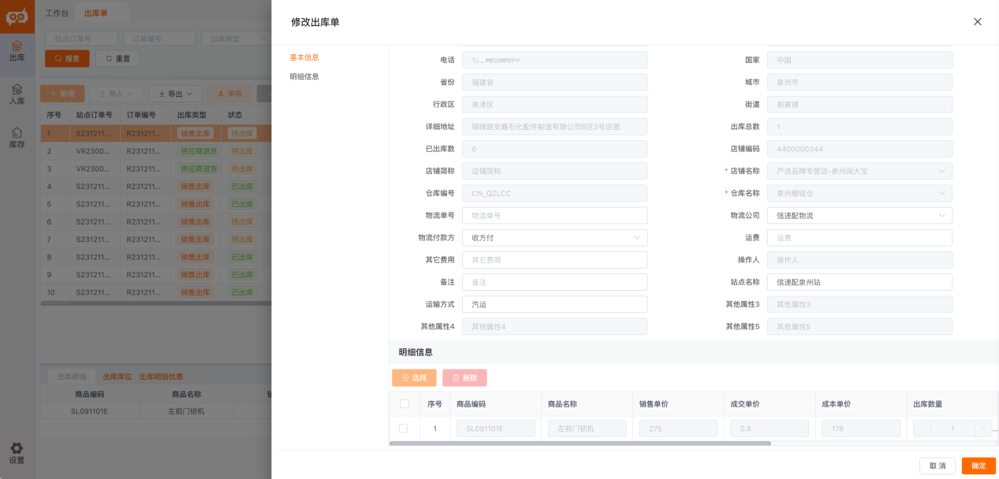 工作台 出库单
站点订单号 订单编号 出库类型
搜索 重置
新增 导入 导出 审核
序号 站点订单号 订单编号 出库类型 状态
1 S231211... R231211... 销售出库 待出库
2 VR2300... R231211... 供应商退货 待出库
3 VR2300... R231211... 供应商退货 待出库
4 S231211... R231211... 销售出库 已出库
5 S231211... R231211... 销售出库 已出库
6 S231211... R231211... 销售出库 待出库
7 S231211... R231211... 销售出库 待出库
8 S231211... R231211... 销售出库 已出库
9 S231211... R231211... 销售出库 已出库
10 S231211... R231211... 销售出库 已出库
出库
入库
库存
设置
出库明细 出库库位 出库明细优惠
商品编码 商品名称 销
SL091101E 左前门锁机
修改出库单
基本信息
明细信息
电话 国家 中国
省份 福建省 城市 泉州市
行政区 泉港区 街道 前黄镇
详细地址 驿峰路安鑫石化配件制造有限公司B区3号店面 出库总数 1
已出库数 0 店铺编码 4400000344
店铺简称 店铺简称 * 店铺名称 严选品牌专营店-泉州闽大宝
仓库编号 CN_QZLCC * 仓库名称 泉州鲤城仓
物流单号 物流单号 物流公司 信速配物流
物流付款方 收方付 运费 运费
其它费用 其它费用 操作人 操作人
备注 备注 站点名称 信速配泉州站
运输方式 汽运 其他属性3 其他属性3
其他属性4 其他属性4 其他属性5 其他属性5
明细信息
选择 删除
序号 商品编码 商品名称 销售单价 成交单价 成本单价 出库数量
1 SL091101E 左前门锁机 275 0.8 178 - 1 + ...
取 消 确定